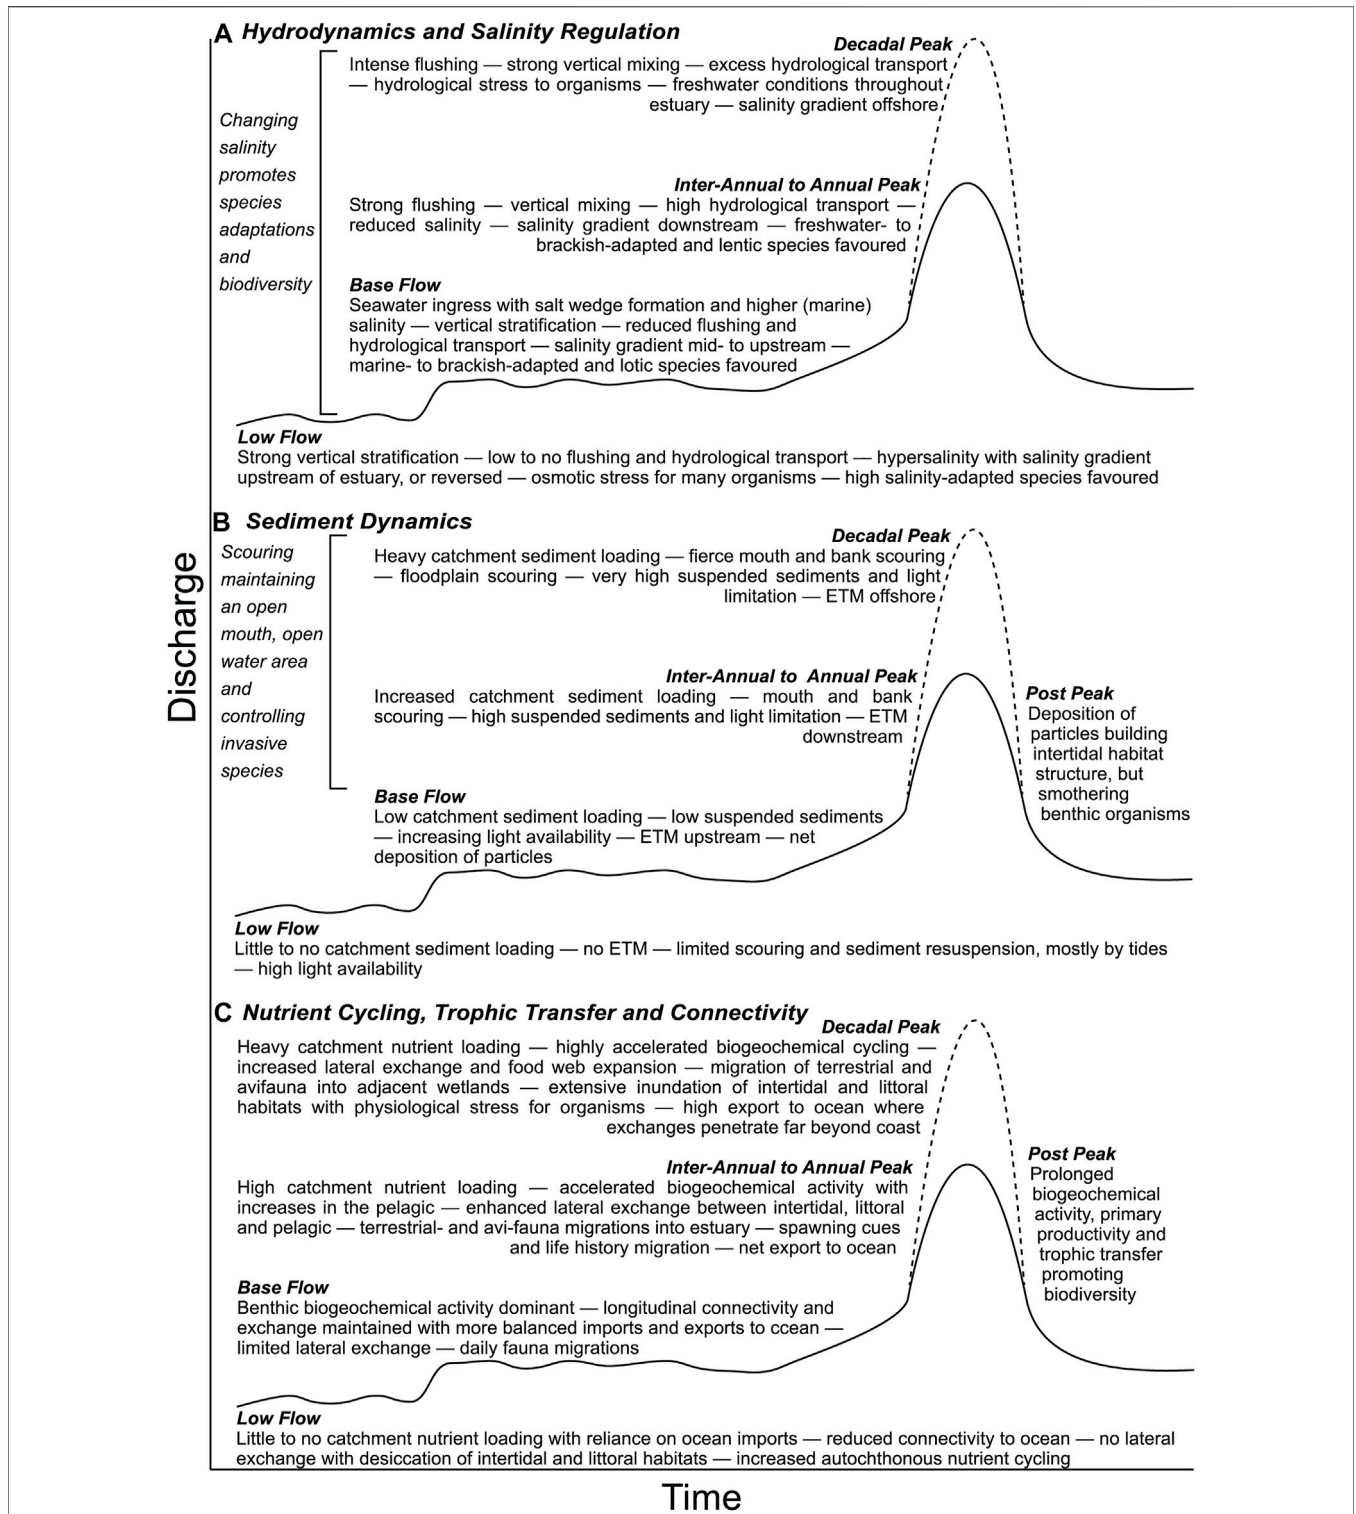 A Hydrodynamics and Salinity Regulation
Decadal Peak
Intense flushing — strong vertical mixing — excess hydrological transport
— hydrological stress to organisms — freshwater conditions throughout
estuary — salinity gradient offshore
Changing
salinity
promotes
species
adaptations
and
biodiversity
Inter-Annual to Annual Peak
Strong flushing — vertical mixing — high hydrological transport —
reduced salinity — salinity gradient downstream — freshwater- to
brackish-adapted and lentic species favoured
Base Flow
Seawater ingress with salt wedge formation and higher (marine)
salinity — vertical stratification — reduced flushing and
hydrological transport — salinity gradient mid- to upstream —
marine- to brackish-adapted and lotic species favoured
Low Flow
Strong vertical stratification — low to no flushing and hydrological transport — hypersalinity with salinity gradient
upstream of estuary, or reversed — osmotic stress for many organisms — high salinity-adapted species favoured
Discharge
B Sediment Dynamics
Decadal Peak
Heavy catchment sediment loading — fierce mouth and bank scouring
— floodplain scouring — very high suspended sediments and light
limitation — ETM offshore
Scouring
maintaining
an open
mouth, open
water area
and
controlling
invasive
species
Inter-Annual to Annual Peak
Increased catchment sediment loading — mouth and bank
scouring — high suspended sediments and light limitation — ETM
downstream
Post Peak
Deposition of
particles building
intertidal habitat
structure, but
smothering
benthic organisms
Base Flow
Low catchment sediment loading — low suspended sediments
— increasing light availability — ETM upstream — net
deposition of particles
Low Flow
Little to no catchment sediment loading — no ETM — limited scouring and sediment resuspension, mostly by tides
— high light availability
C Nutrient Cycling, Trophic Transfer and Connectivity
Decadal Peak
Heavy catchment nutrient loading — highly accelerated biogeochemical cycling —
increased lateral exchange and food web expansion — migration of terrestrial and
avifauna into adjacent wetlands — extensive inundation of intertidal and littoral
habitats with physiological stress for organisms — high export to ocean where
exchanges penetrate far beyond coast
Inter-Annual to Annual Peak
High catchment nutrient loading — accelerated biogeochemical activity with
increases in the pelagic — enhanced lateral exchange between intertidal, littoral
and pelagic — terrestrial- and avi-fauna migrations into estuary — spawning cues
and life history migration — net export to ocean
Post Peak
Prolonged
biogeochemical
activity, primary
productivity and
trophic transfer
promoting
biodiversity
Base Flow
Benthic biogeochemical activity dominant — longitudinal connectivity and
exchange maintained with more balanced imports and exports to ccean —
limited lateral exchange — daily fauna migrations
Low Flow
Little to no catchment nutrient loading with reliance on ocean imports — reduced connectivity to ocean — no lateral
exchange with desiccation of intertidal and littoral habitats — increased autochthonous nutrient cycling
Time